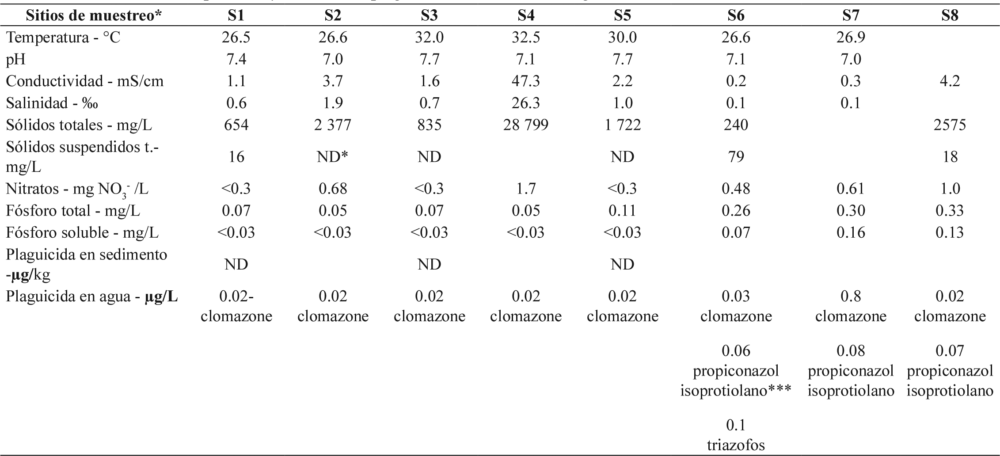 Sitios de muestreo* S1 S2 S3 S4 S5 S6 S7 S8
Temperatura - °C 26.5 26.6 32.0 32.5 30.0 26.6 26.9
pH 7.4 7.0 7.7 7.1 7.7 7.1 7.0
Conductividad - mS/cm 1.1 3.7 1.6 47.3 2.2 0.2 0.3 4.2
Salinidad - ‰ 0.6 1.9 0.7 26.3 1.0 0.1 0.1
Sólidos totales - mg/L 654 2 377 835 28 799 1 722 240 2575
Sólidos suspendidos t.-
mg/L 16 ND* ND ND 79 18
Nitratos - mg NO3- /L <0.3 0.68 <0.3 1.7 <0.3 0.48 0.61 1.0
Fósforo total - mg/L 0.07 0.05 0.07 0.05 0.11 0.26 0.30 0.33
Fósforo soluble - mg/L <0.03 <0.03 <0.03 <0.03 <0.03 0.07 0.16 0.13
Plaguicida en sedimento
-µg/kg ND ND ND
Plaguicida en agua - µg/L 0.02- 0.02 0.02 0.02 0.02 0.03 0.8 0.02
clomazone clomazone clomazone clomazone clomazone clomazone clomazone clomazone
0.06 0.08 0.07
propiconazol propiconazol propiconazol
isoprotiolano*** isoprotiolano isoprotiolano
0.1
triazofos